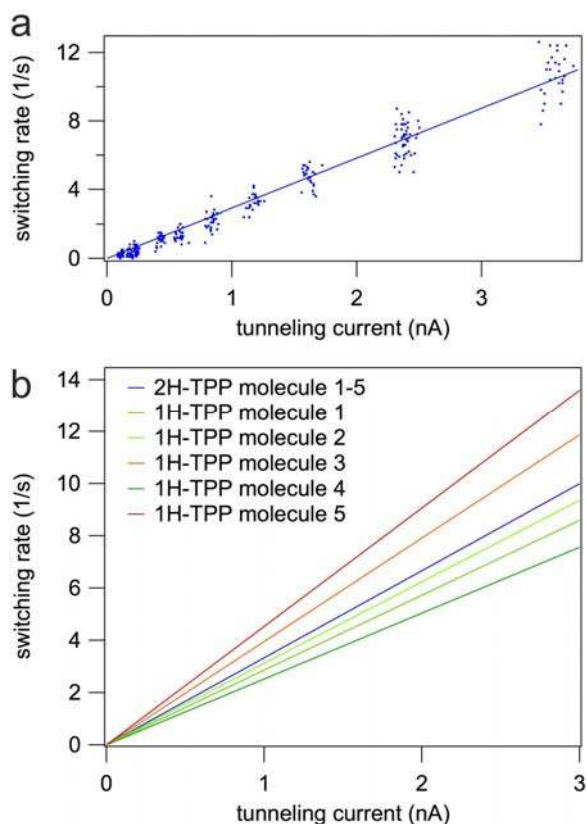 a
switching rate (1/s)
12
8
4
0
0
1
2
3
tunneling current (nA)
b
switching rate (1/s)
14
12
10
8
6
4
2
0
2H-TPP molecule 1-5
1H-TPP molecule 1
1H-TPP molecule 2
1H-TPP molecule 3
1H-TPP molecule 4
1H-TPP molecule 5
0
1
2
3
tunneling current (nA)